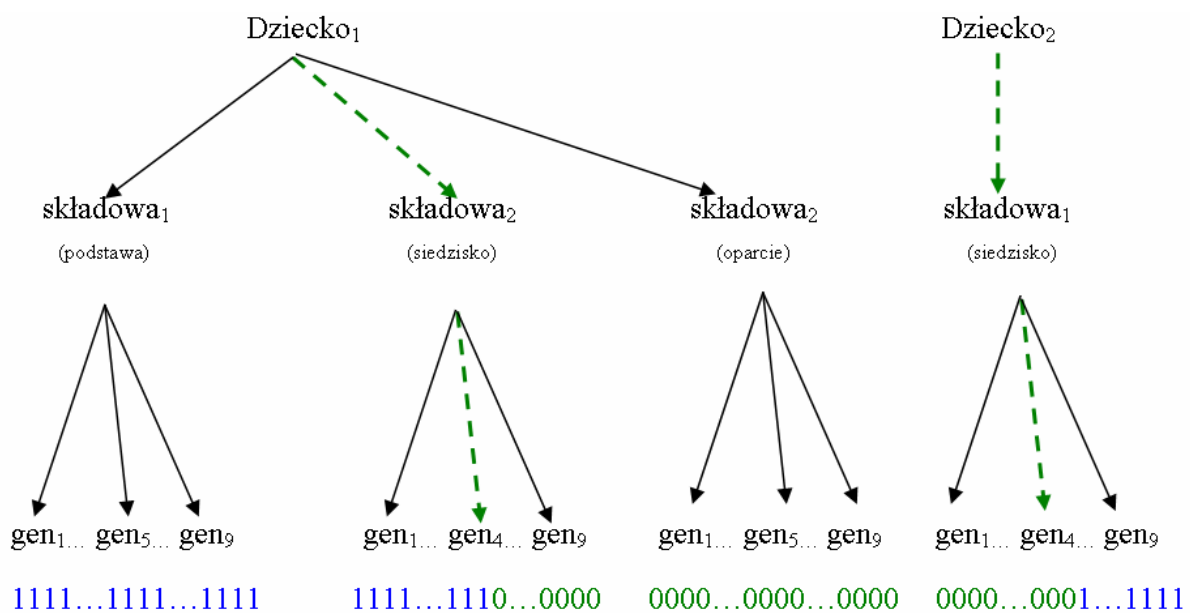 Dziecko₁ Dziecko₂
składowa₁ składowa₂ składowa₂ składowa₁
(podstawa) (siedzisko) (oparcie) (siedzisko)
gen₁... gen₅... gen₉ gen₁... gen₄... gen₉ gen₁... gen₅... gen₉ gen₁... gen₄... gen₉
1111...1111...1111 1111...1110...0000 0000...0000...0000 0000...0001...1111